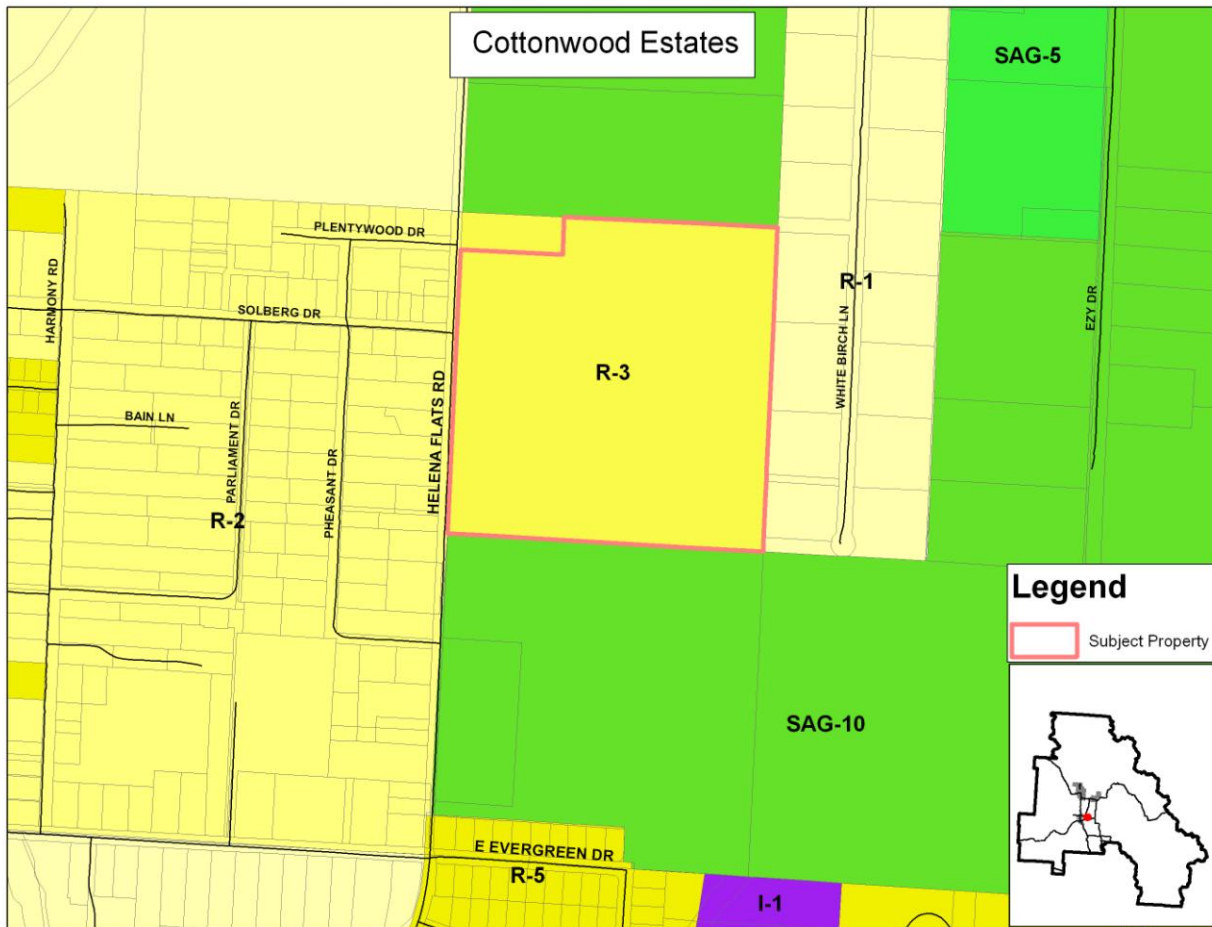 Cottonwood Estates
SAG-5
PLENTYWOOD DR
HARMONY RD
SOLBERG DR
R-1
EZY DR
WHITE BIRCH LN
R-3
BAIN LN
PARLIAMENT DR
PHEASANT DR
HELENA FLATS RD
R-2
Legend
Subject Property
SAG-10
E EVERGREEN DR
R-5
I-1